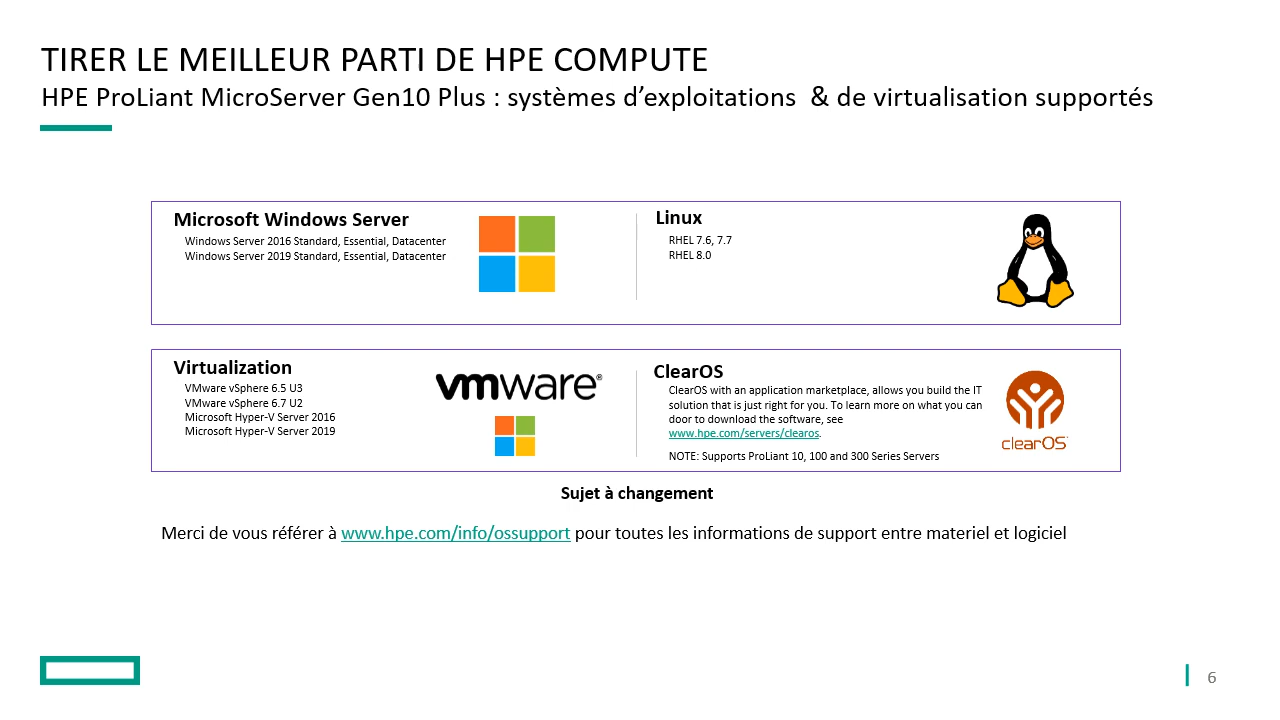 TIRER LE MEILLEUR PARTI DE HPE COMPUTE
HPE ProLiant MicroServer Gen10 Plus : systèmes d’exploitations & de virtualisation supportés
Microsoft Windows Server
Windows Server 2016 Standard, Essential, Datacenter
Windows Server 2019 Standard, Essential, Datacenter
Linux
RHEL 7.6, 7.7
RHEL 8.0
Virtualization
VMware vSphere 6.5 U3
VMware vSphere 6.7 U2
Microsoft Hyper-V Server 2016
Microsoft Hyper-V Server 2019
vmware®
ClearOS
ClearOS with an application marketplace, allows you build the IT
solution that is just right for you. To learn more on what you can
door to download the software, see
www.hpe.com/servers/clearos.
NOTE: Supports ProLiant 10, 100 and 300 Series Servers
clearOS
Sujet à changement
Merci de vous référer à www.hpe.com/info/ossupport pour toutes les informations de support entre materiel et logiciel
6